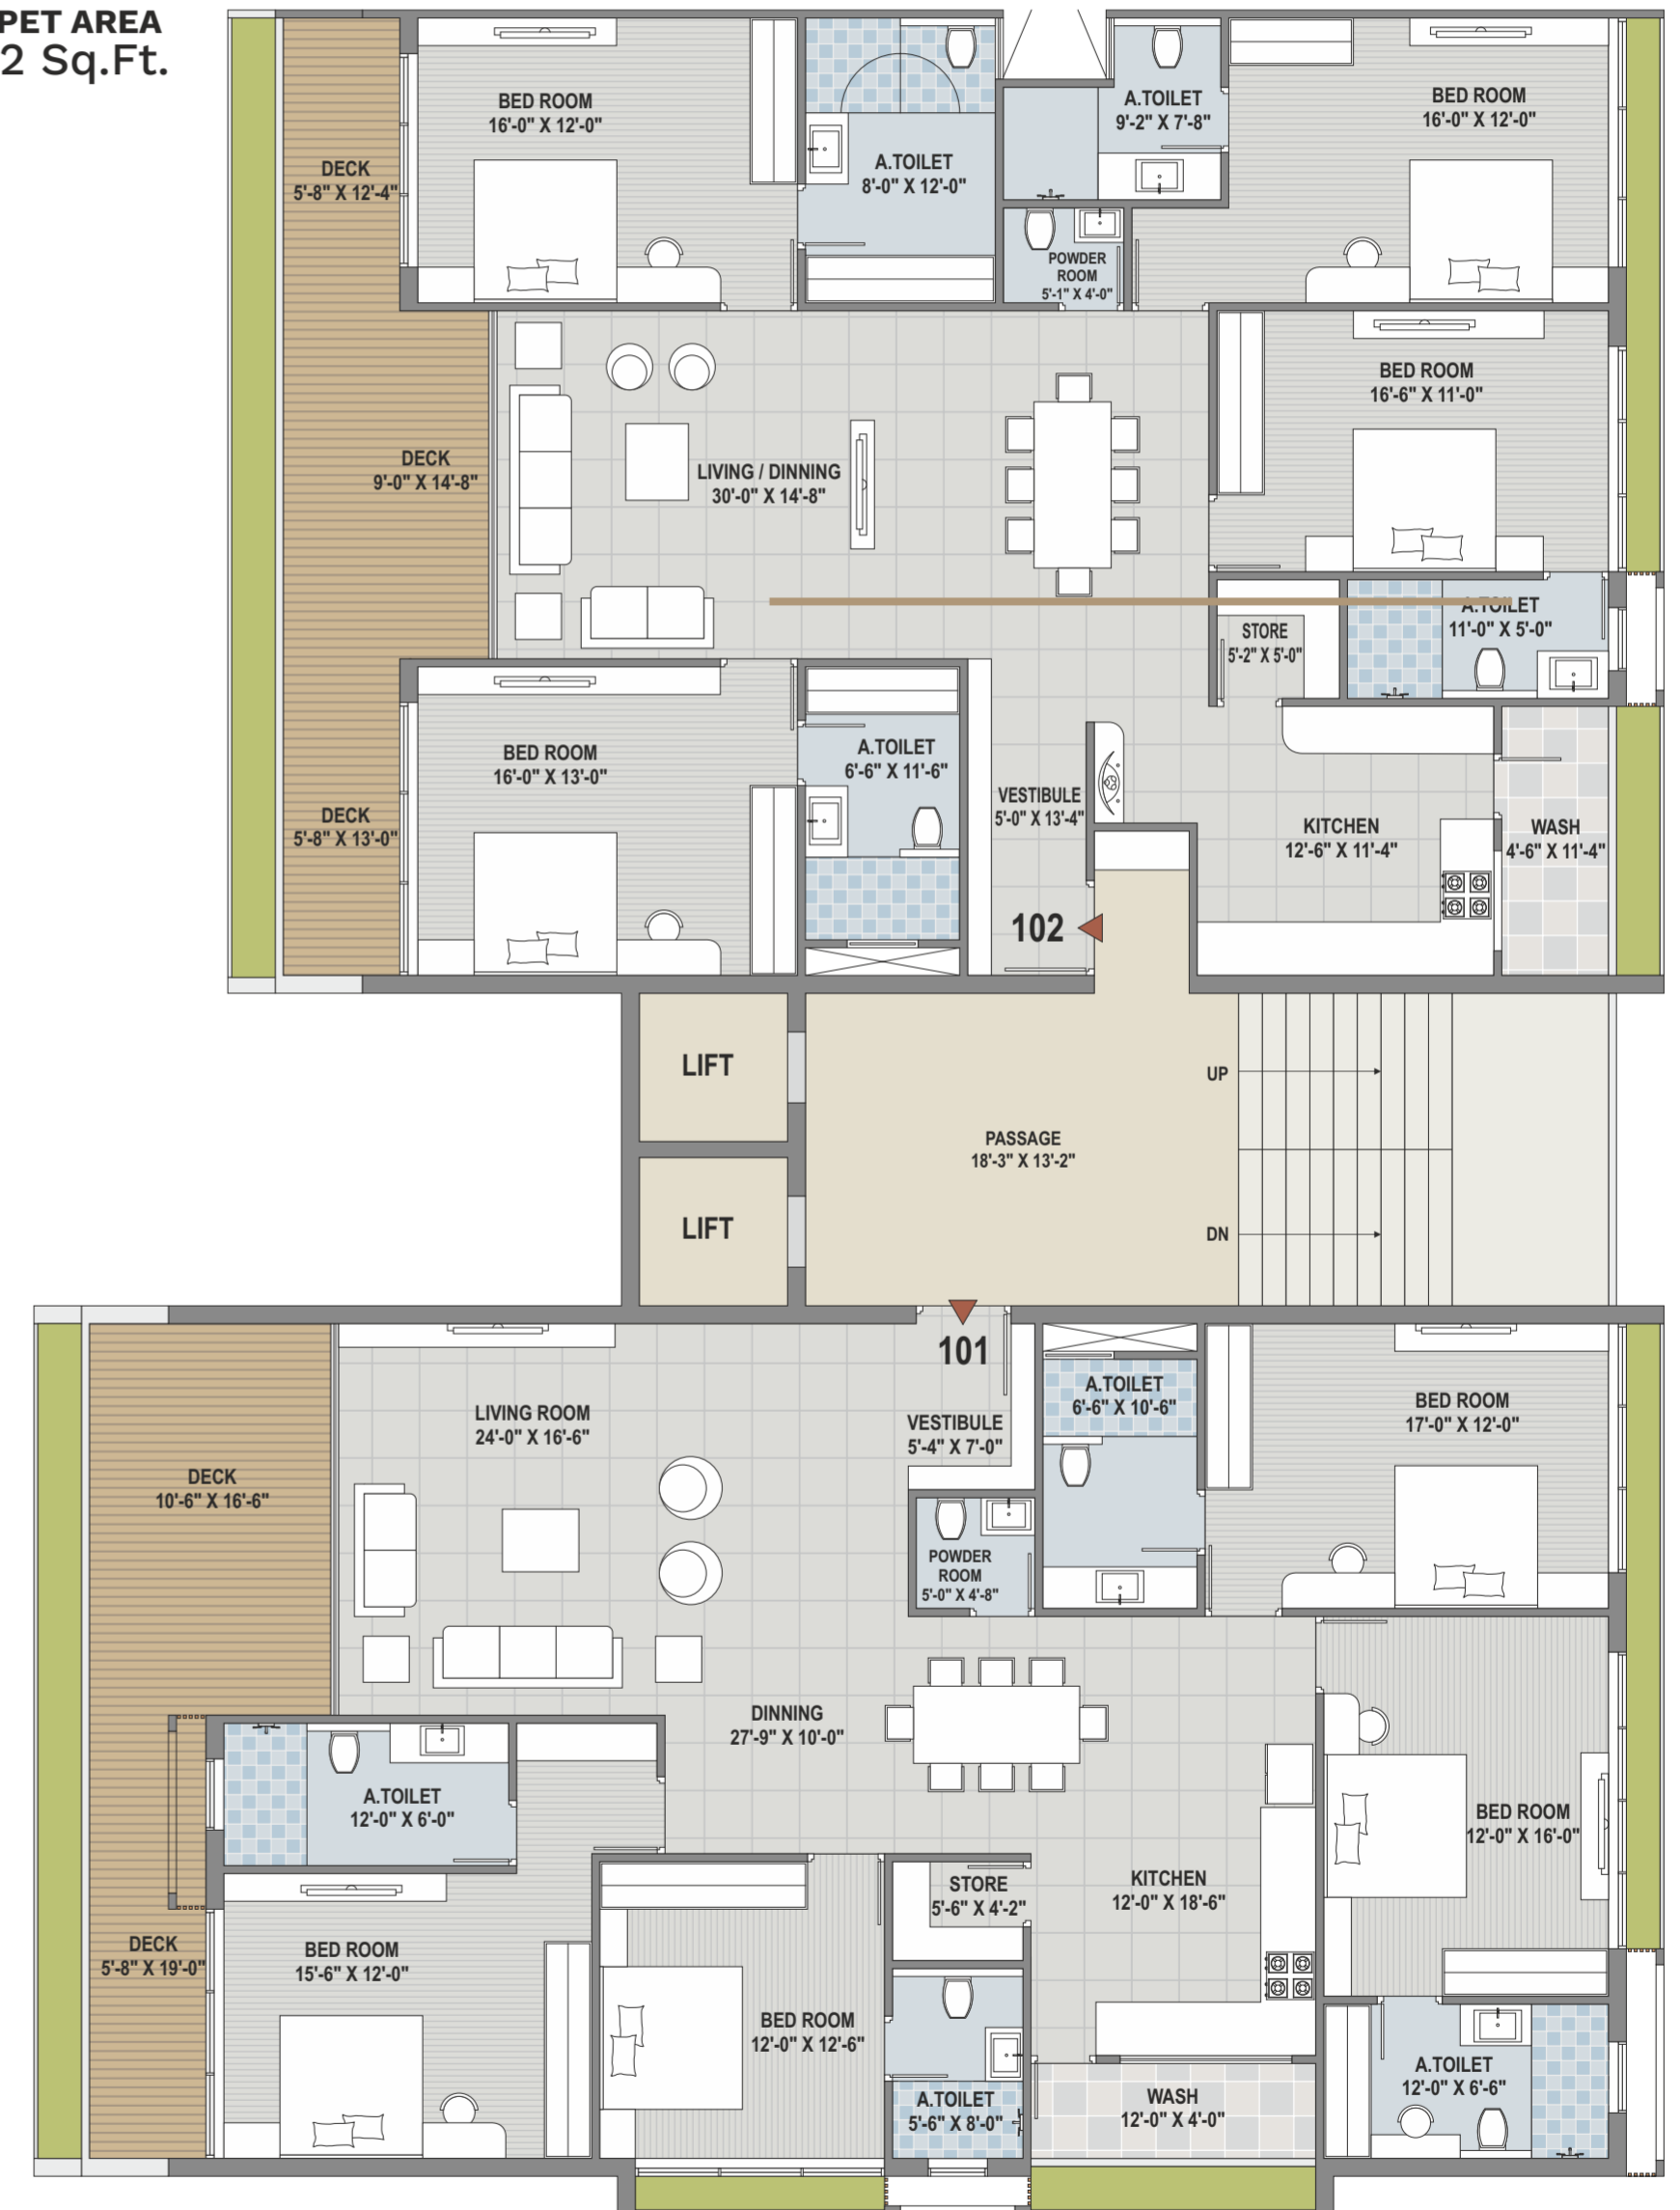 PET AREA
2 Sq.Ft.
BED ROOM
16'-0" X 12'-0"
A.TOILET
9'-2" X 7'-8"
BED ROOM
16'-0" X 12'-0"
DECK
5'-8" X 12'-4"
A.TOILET
8'-0" X 12'-0"
POWDER
ROOM
5'-1" X 4'-0"
BED ROOM
16'-6" X 11'-0"
DECK
9'-0" X 14'-8"
LIVING / DINNING
30'-0" X 14'-8"
A.TOILET
11'-0" X 5'-0"
STORE
5'-2" X 5'-0"
BED ROOM
16'-0" X 13'-0"
A.TOILET
6'-6" X 11'-6"
VESTIBULE
5'-0" X 13'-4"
DECK
5'-8" X 13'-0"
KITCHEN
12'-6" X 11'-4"
WASH
4'-6" X 11'-4"
102
LIFT
UP
PASSAGE
18'-3" X 13'-2"
LIFT
DN
101
A.TOILET
6'-6" X 10'-6"
BED ROOM
17'-0" X 12'-0"
LIVING ROOM
24'-0" X 16'-6"
VESTIBULE
5'-4" X 7'-0"
DECK
10'-6" X 16'-6"
POWDER
ROOM
5'-0" X 4'-8"
DINNING
27'-9" X 10'-0"
A.TOILET
12'-0" X 6'-0"
BED ROOM
12'-0" X 16'-0"
STORE
5'-6" X 4'-2"
KITCHEN
12'-0" X 18'-6"
DECK
5'-8" X 19'-0"
BED ROOM
15'-6" X 12'-0"
BED ROOM
12'-0" X 12'-6"
A.TOILET
12'-0" X 6'-6"
A.TOILET
5'-6" X 8'-0"
WASH
12'-0" X 4'-0"